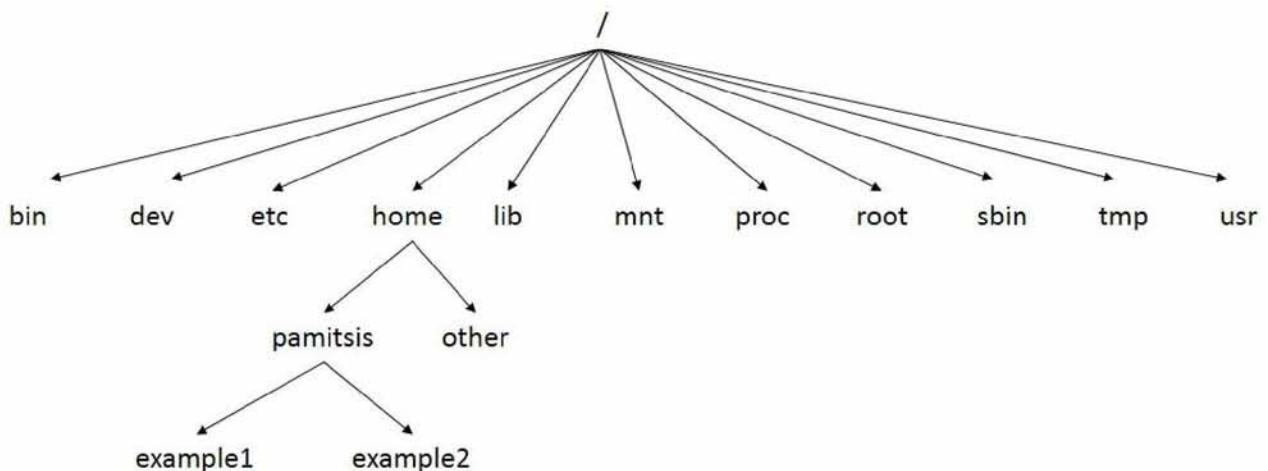 /
bin dev etc home lib mnt proc root sbin tmp usr
pamitsis other
example1 example2